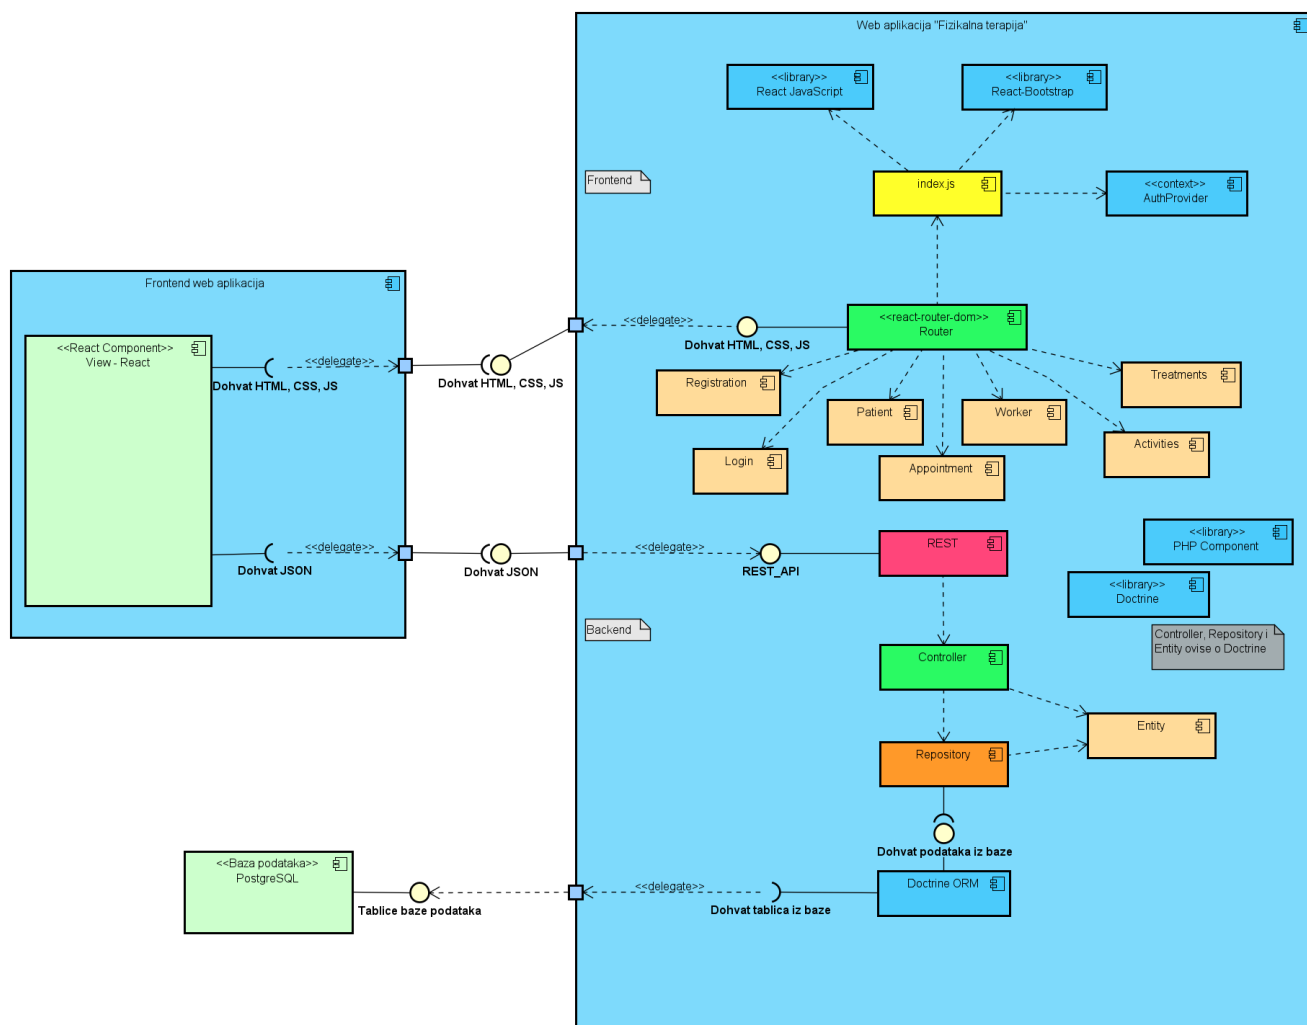 Web aplikacija "Fizikalna terapija"
<<library>>
React JavaScript
<<library>>
React-Bootstrap
Frontend
index.js
<<context>>
AuthProvider
Frontend web aplikacija
<<React Component>>
View - React
Dohvat HTML, CSS, JS
<<delegate>>
Dohvat HTML, CSS, JS
<<delegate>>
Dohvat HTML, CSS, JS
<<react-router-dom>>
Router
Registration
Patient
Worker
Treatments
Login
Appointment
Activities
Dohvat JSON
<<delegate>>
Dohvat JSON
<<delegate>>
REST_API
REST
<<library>>
PHP Component
<<library>>
Doctrine
Backend
Controller, Repository i
Entity ovise o Doctrine
Controller
Entity
Repository
Dohvat podataka iz baze
<<Baza podataka>>
PostgreSQL
Tablice baze podataka
<<delegate>>
Dohvat tablica iz baze
Doctrine ORM